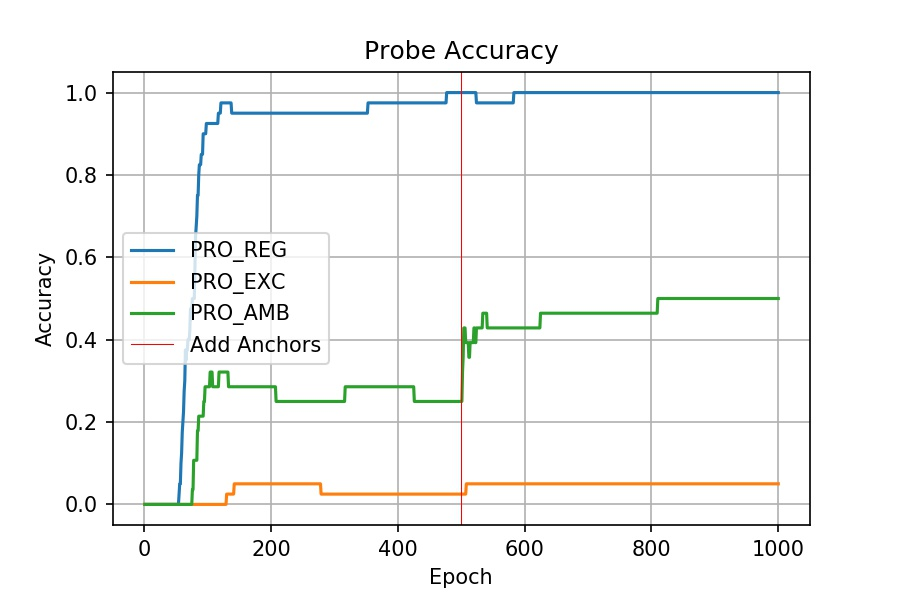 Probe Accuracy
1.0
0.8
0.6
0.4
0.2
0.0
Accuracy
PRO_REG
PRO_EXC
PRO_AMB
Add Anchors
0 200 400 600 800 1000
Epoch